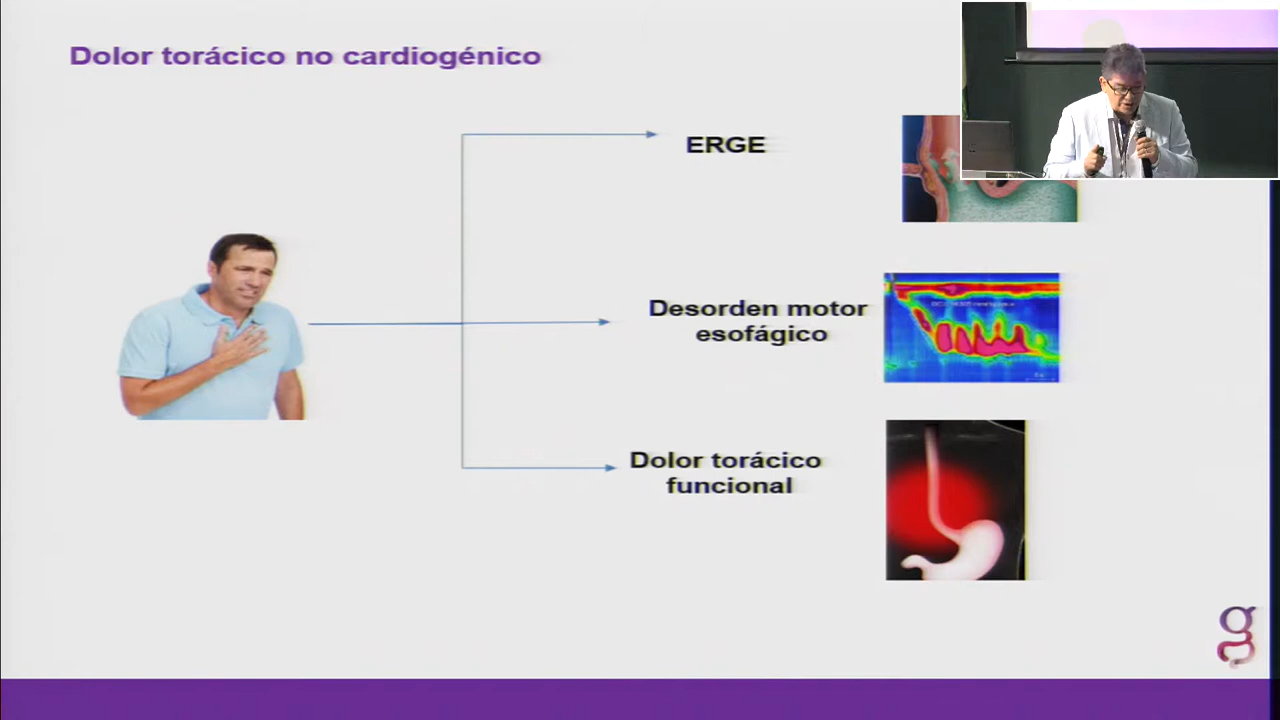 Dolor torácico no cardiogénico
ERGE
Desorden motor
esofágico
Dolor torácico
funcional